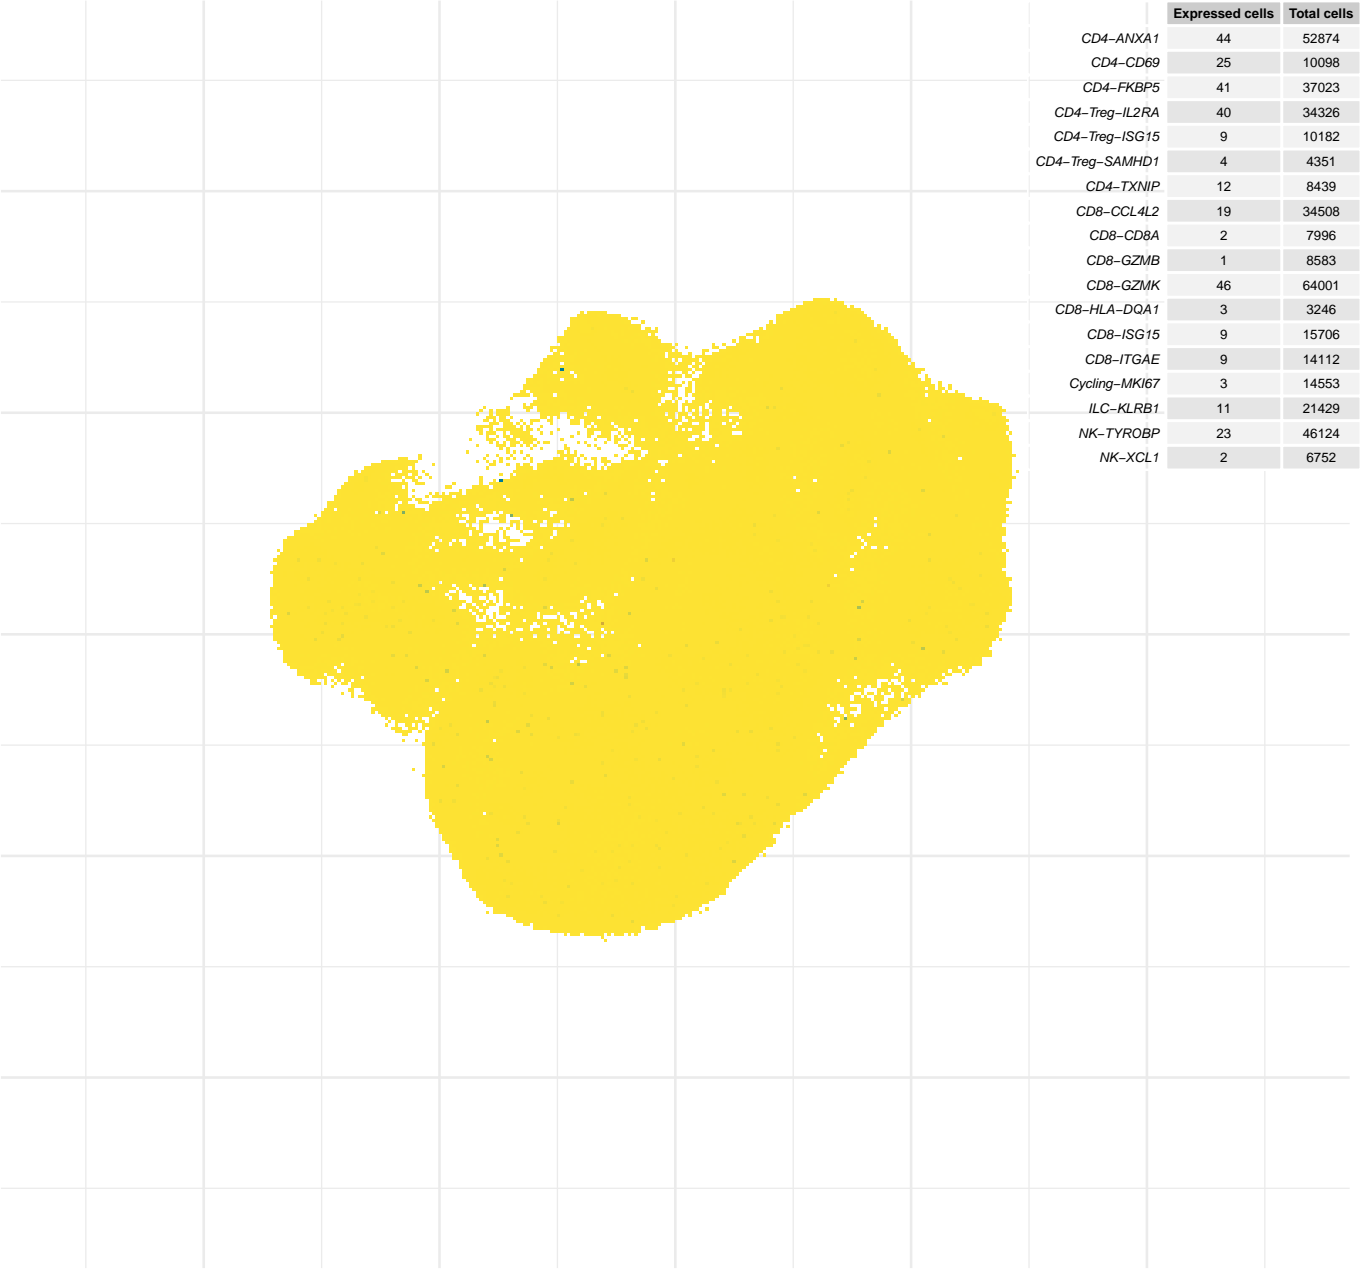 Expressed cells Total cells
CD4−ANXA1 44 52874
CD4−CD69 25 10098
CD4−FKBP5 41 37023
CD4−Treg−IL2RA 40 34326
CD4−Treg−ISG15 9 10182
CD4−Treg−SAMHD1 4 4351
CD4−TXNIP 12 8439
CD8−CCL4L2 19 34508
CD8−CD8A 2 7996
CD8−GZMB 1 8583
CD8−GZMK 46 64001
CD8−HLA−DQA1 3 3246
CD8−ISG15 9 15706
CD8−ITGAE 9 14112
Cycling−MKI67 3 14553
ILC−KLRB1 11 21429
NK−TYROBP 23 46124
NK−XCL1 2 6752